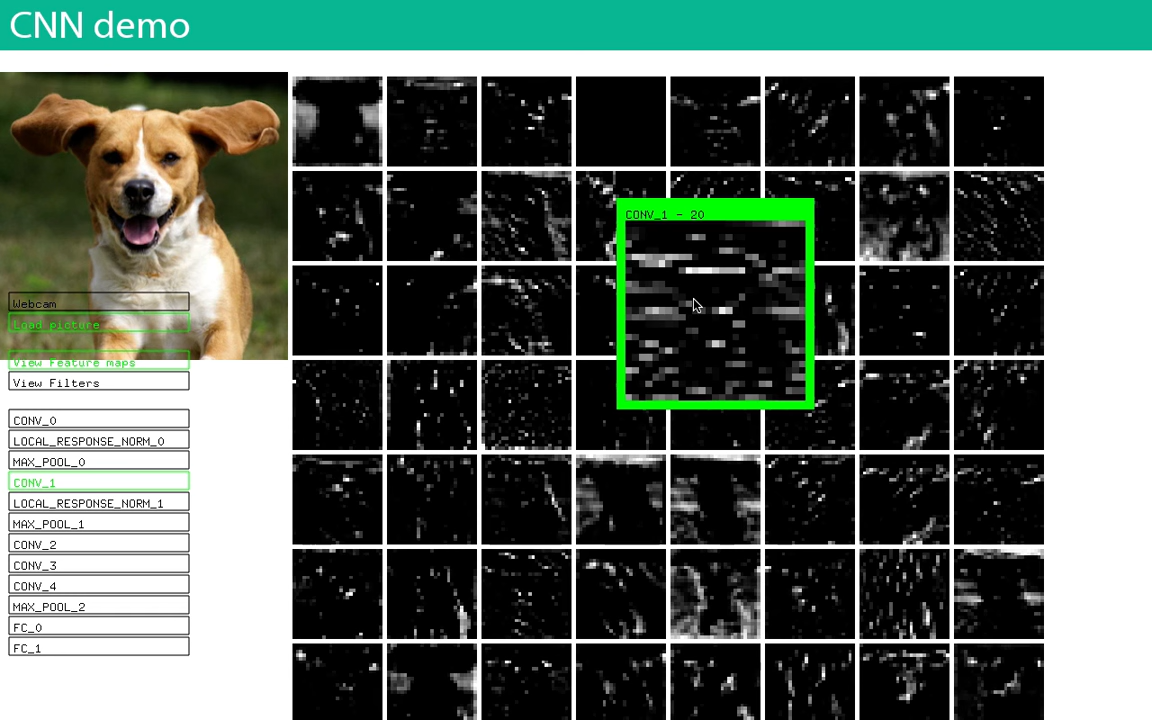 CNN demo
CONV_1 - 20
Webcam
Load picture
View Feature maps
View Filters
CONV_0
LOCAL_RESPONSE_NORM_0
MAX_POOL_0
CONV_1
LOCAL_RESPONSE_NORM_1
MAX_POOL_1
CONV_2
CONV_3
CONV_4
MAX_POOL_2
FC_0
FC_1